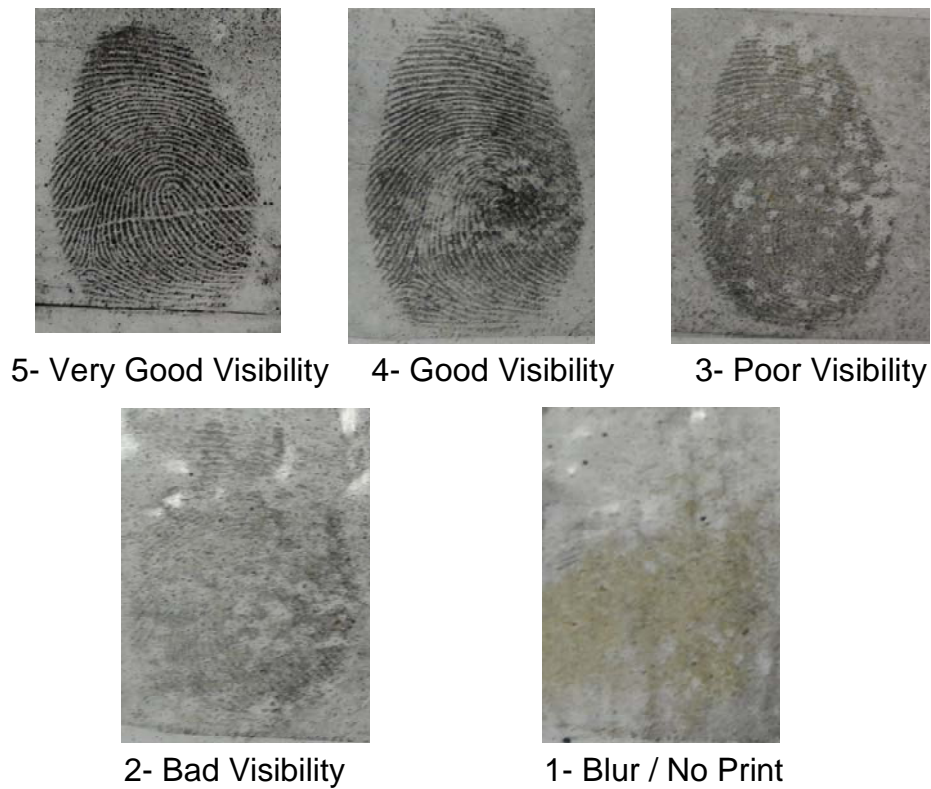 5- Very Good Visibility
4- Good Visibility
3- Poor Visibility
2- Bad Visibility
1- Blur / No Print